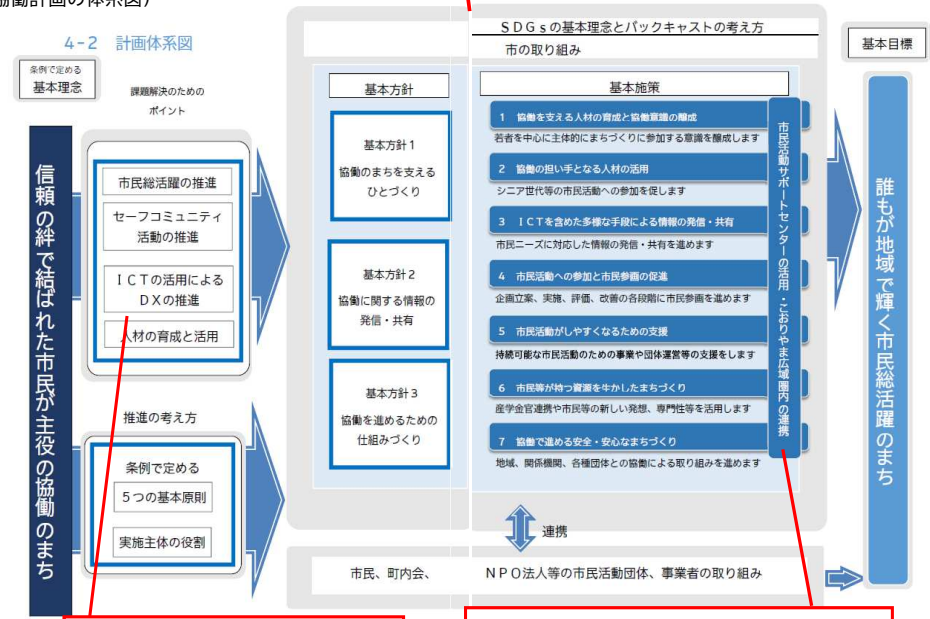 協働計画の体系図）
4-2　計画体系図
条例で定める
基本理念
信頼の絆で結ばれた市民が主役の協働のまち
課題解決のための
ポイント
市民総活躍の推進
セーフコミュニティ
活動の推進
ＩＣＴの活用による
ＤＸの推進
人材の育成と活用
推進の考え方
条例で定める
５つの基本原則
実施主体の役割
ＳＤＧｓの基本理念とバックキャストの考え方
市の取り組み
基本方針
基本方針１
協働のまちを支える
ひとづくり
基本方針２
協働に関する情報の
発信・共有
基本方針３
協働を進めるための
仕組みづくり
基本施策
1　協働を支える人材の育成と協働意識の醸成
若者を中心に主体的にまちづくりに参加する意識を醸成します
2　協働の担い手となる人材の活用
シニア世代等の市民活動への参加を促します
3　ＩＣＴを含めた多様な手段による情報の発信・共有
市民ニーズに対応した情報の発信・共有を進めます
4　市民活動への参加と市民参画の促進
企画立案、実施、評価、改善の各段階に市民参画を進めます
5　市民活動がしやすくなるための支援
持続可能な市民活動のための事業や団体運営等の支援をします
6　市民等が持つ資源を生かしたまちづくり
産学金官連携や市民等の新しい発想、専門性等を活用します
7　協働で進める安全・安心なまちづくり
地域、関係機関、各種団体との協働による取り組みを進めます
市民活動サポートセンターの活用・こおりやま広域圏内の連携
連携
市民、町内会、　ＮＰＯ法人等の市民活動団体、事業者の取り組み
基本目標
誰もが地域で輝く市民総活躍のまち